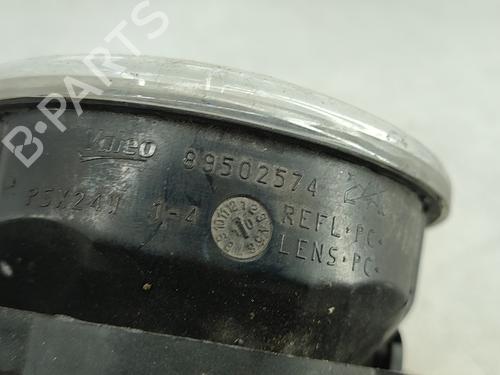 B-PARTS
Valeo 89502574
PSX24W 1-4 REFL.PC.
LENS.PC.